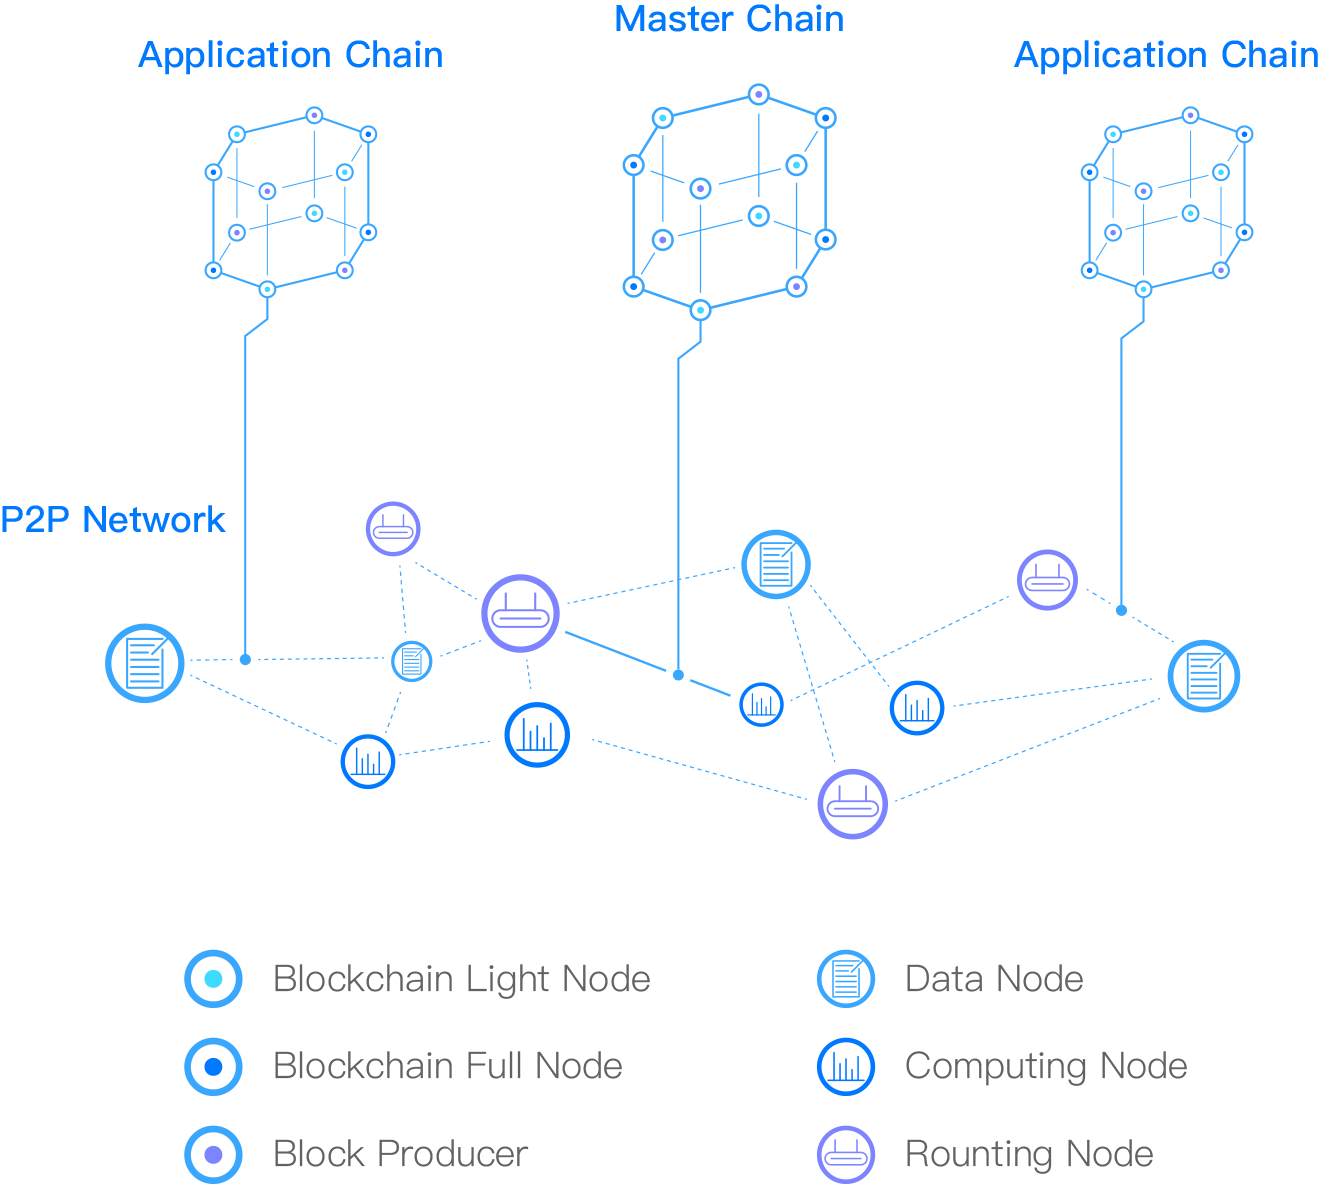 Master Chain
Application Chain
Application Chain
P2P Network
Blockchain Light Node
Data Node
Blockchain Full Node
Computing Node
Block Producer
Rounting Node